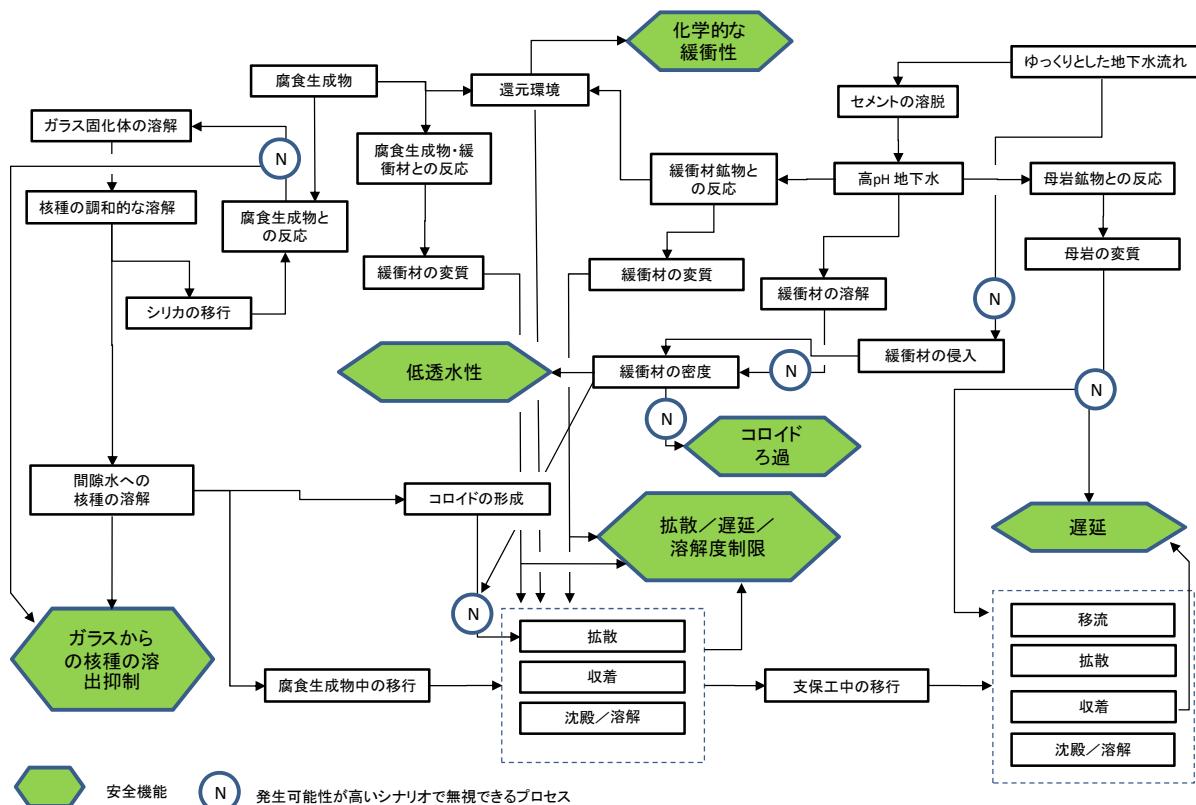 化学的な
緩衝性
ゆっくりとした地下水流れ
腐食生成物
還元環境
セメントの溶脱
ガラス固化体の溶解
N
腐食生成物・緩
衝材との反応
緩衝材鉱物と
の反応
高pH 地下水
母岩鉱物との反応
核種の調和的な溶解
腐食生成物と
の反応
母岩の変質
緩衝材の変質
緩衝材の変質
緩衝材の溶解
シリカの移行
N
緩衝材の侵入
低透水性
緩衝材の密度
N
N
N
コロイド
ろ過
間隙水への
核種の溶解
コロイドの形成
拡散／遅延／
溶解度制限
遅延
N
ガラスから
の核種の溶
出抑制
腐食生成物中の移行
拡散
収着
沈殿／溶解
支保工中の移行
移流
拡散
収着
沈殿／溶解
安全機能
N
発生可能性が高いシナリオで無視できるプロセス